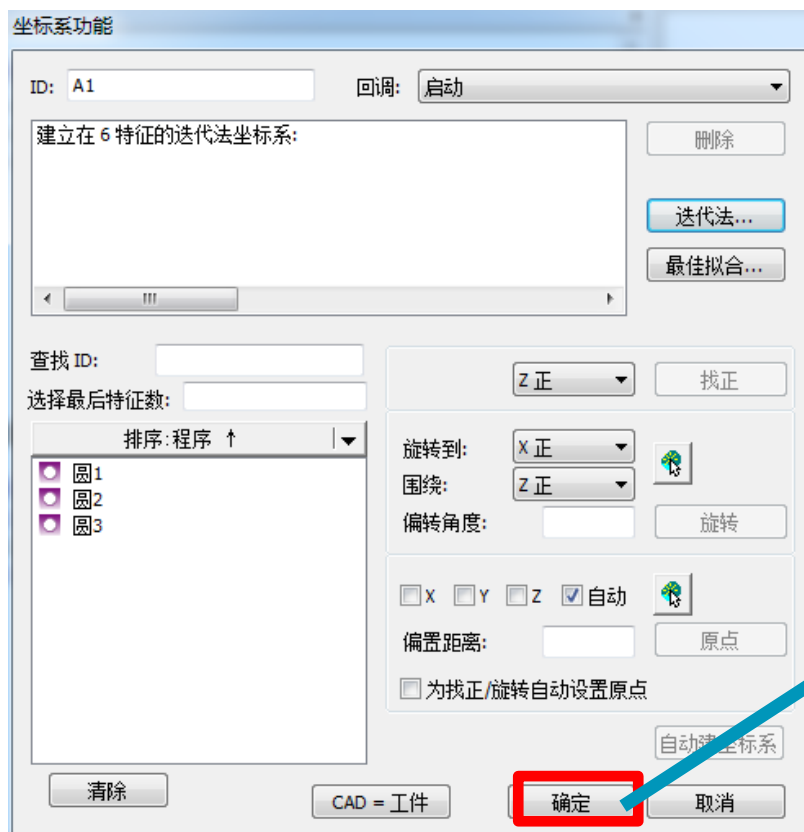 坐标系功能
ID: A1 回调: 启动
建立在 6 特征的迭代法坐标系:
删除
迭代法...
最佳拟合...
查找 ID:
选择最后特征数:
Z 正 找正
排序:程序 ↑
圆1
圆2
圆3
旋转到: X 正
围绕: Z 正
偏转角度: 旋转
X Y Z 自动
偏置距离: 原点
为找正/旋转自动设置原点
自动建坐标系
清除 CAD = 工件 确定 取消